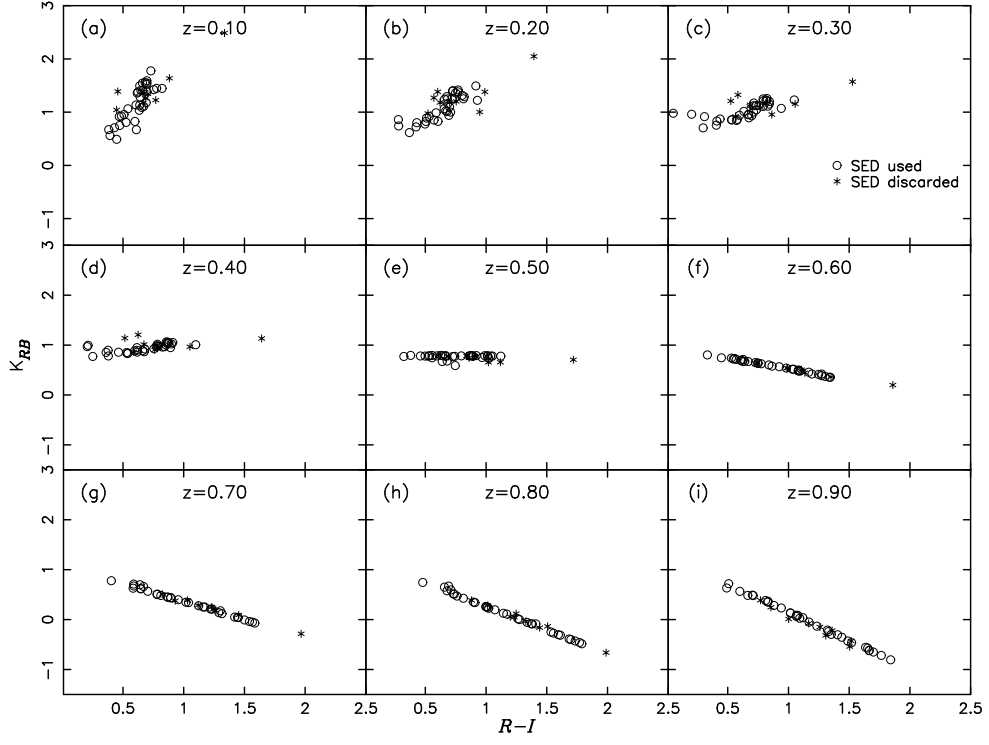 (a) z=0.10
(b) z=0.20
(c) z=0.30
3
2
1
0
−1
○ SED used
* SED discarded
(d) z=0.40
(e) z=0.50
(f) z=0.60
3
2
1
0
−1
K_RB
(g) z=0.70
(h) z=0.80
(i) z=0.90
3
2
1
0
−1
0.5 1 1.5 2 2.5 0.5 1 1.5 2 2.5 0.5 1 1.5 2 2.5
R−I